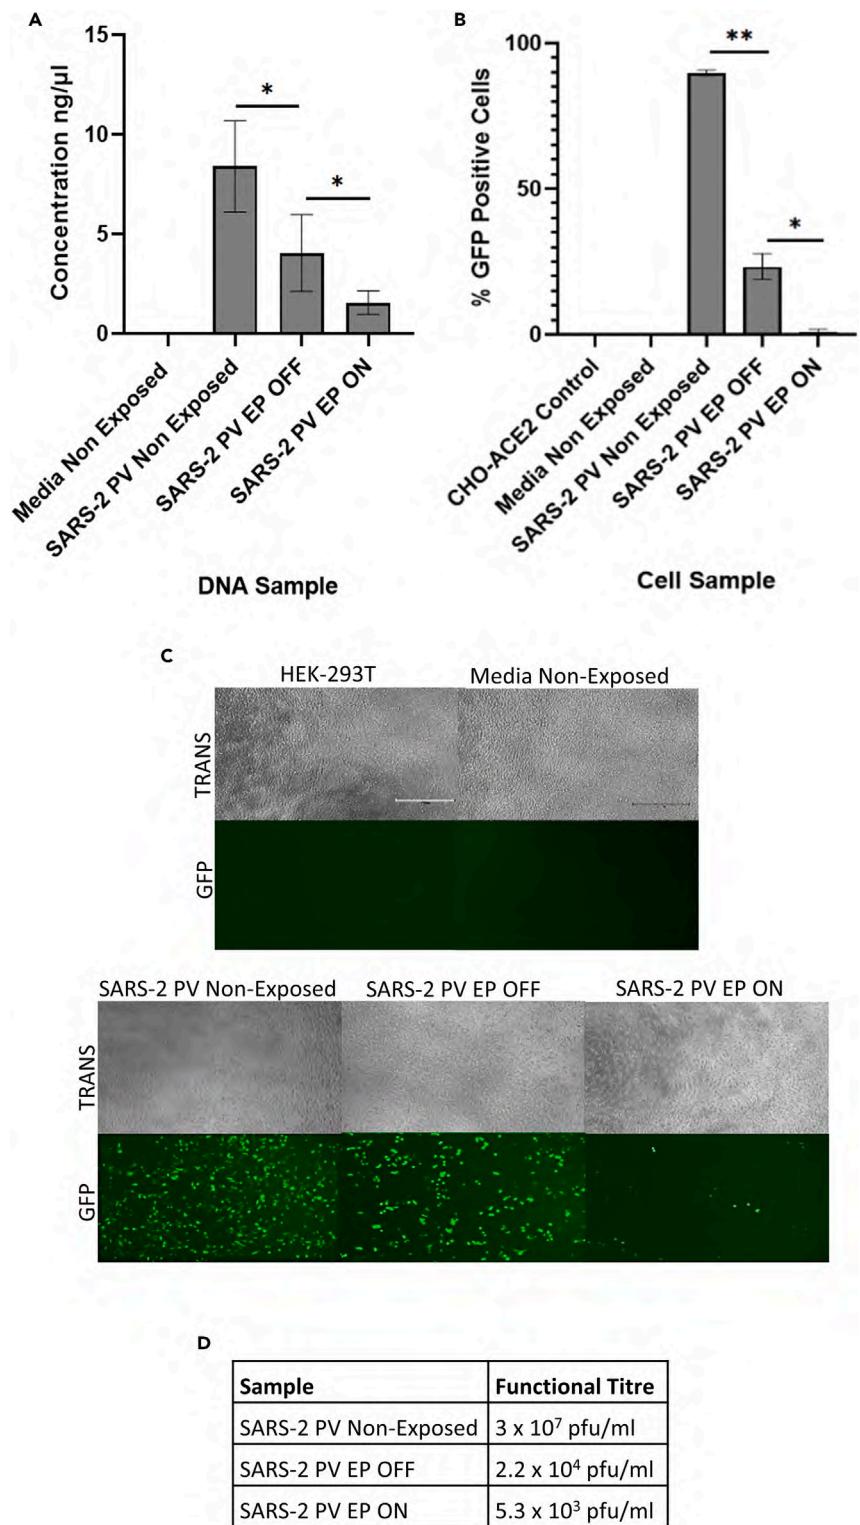 A
B
15
10
5
0
Concentration ng/µl
*
*
Media Non Exposed
SARS-2 PV Non Exposed
SARS-2 PV EP OFF
SARS-2 PV EP ON
DNA Sample
100
50
0
% GFP Positive Cells
**
*
CHO-ACE2 Control
Media Non Exposed
SARS-2 PV Non Exposed
SARS-2 PV EP OFF
SARS-2 PV EP ON
Cell Sample
C
HEK-293T
Media Non-Exposed
TRANS
GFP
SARS-2 PV Non-Exposed
SARS-2 PV EP OFF
SARS-2 PV EP ON
TRANS
GFP
D
Sample Functional Titre
SARS-2 PV Non-Exposed 3 x 10⁷ pfu/ml
SARS-2 PV EP OFF 2.2 x 10⁴ pfu/ml
SARS-2 PV EP ON 5.3 x 10³ pfu/ml